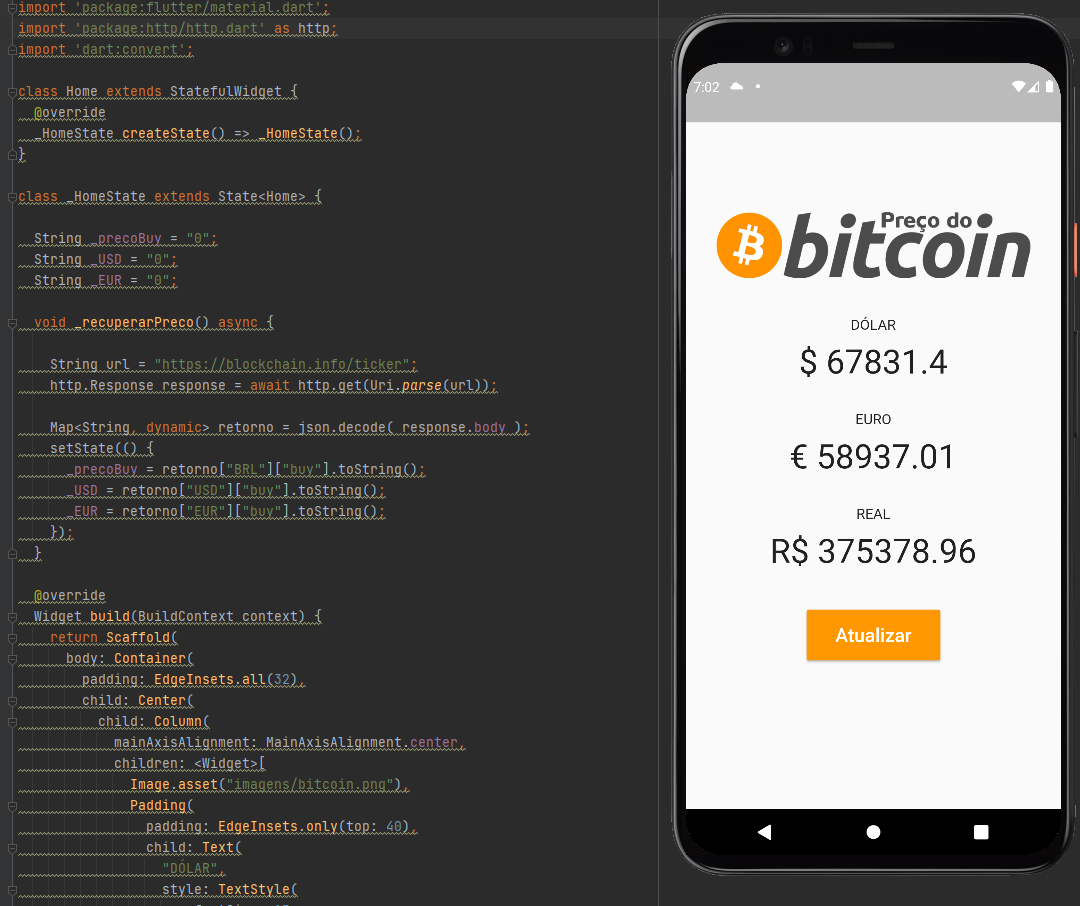 import 'package:flutter/material.dart';
import 'package:http/http.dart' as http;
import 'dart:convert';
class Home extends StatefulWidget {
@override
_HomeState createState() => _HomeState();
}
class _HomeState extends State<Home> {
String _precoBuy = "0";
String _USD = "0";
String _EUR = "0";
void _recuperarPreco() async {
String url = "https://blockchain.info/ticker";
http.Response response = await http.get(Uri.parse(url));
Map<String, dynamic> retorno = json.decode( response.body );
setState(() {
_precoBuy = retorno["BRL"]["buy"].toString();
_USD = retorno["USD"]["buy"].toString();
_EUR = retorno["EUR"]["buy"].toString();
});
}
@override
Widget build(BuildContext context) {
return Scaffold(
body: Container(
padding: EdgeInsets.all(32),
child: Center(
child: Column(
mainAxisAlignment: MainAxisAlignment.center,
children: <Widget>[
Image.asset("imagens/bitcoin.png"),
Padding(
padding: EdgeInsets.only(top: 40),
child: Text(
"DÓLAR",
style: TextStyle(
7:02
Preço do
bitcoin
DÓLAR
$ 67831.4
EURO
€ 58937.01
REAL
R$ 375378.96
Atualizar